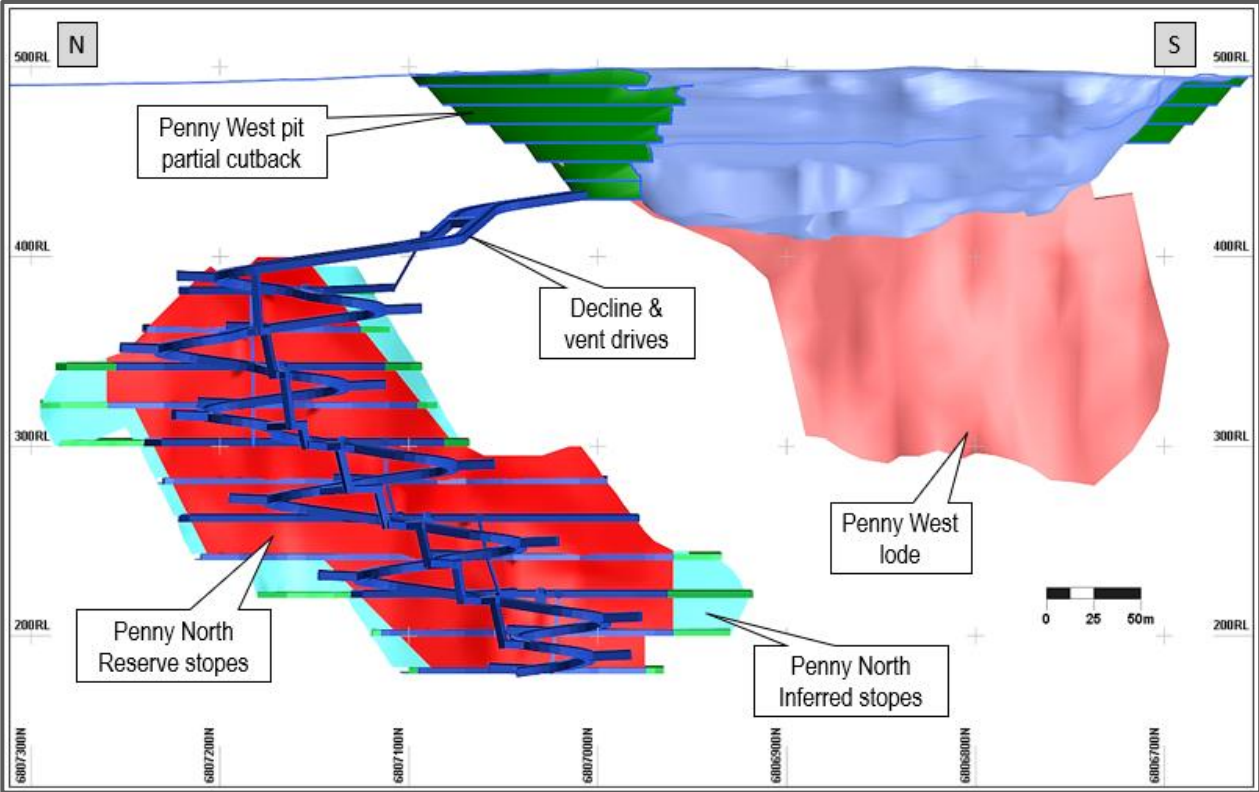 N
S
500RL
500RL
Penny West pit
partial cutback
400RL
400RL
Decline &
vent drives
300RL
300RL
Penny West
lode
0 25 50m
Penny North
Reserve stopes
200RL
200RL
Penny North
Inferred stopes
6807300N
6807200N
6807100N
6807000N
6806900N
6806800N
6806700N